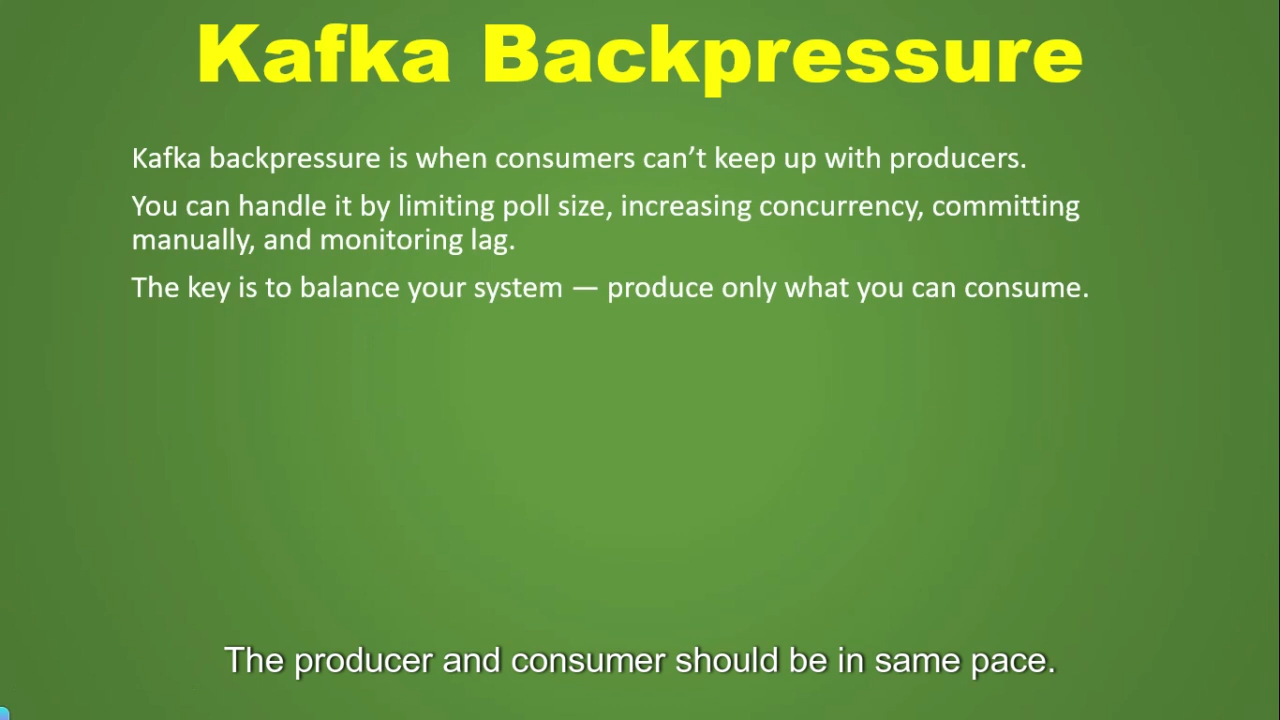 Kafka Backpressure
Kafka backpressure is when consumers can’t keep up with producers.
You can handle it by limiting poll size, increasing concurrency, committing
manually, and monitoring lag.
The key is to balance your system — produce only what you can consume.
The producer and consumer should be in same pace.